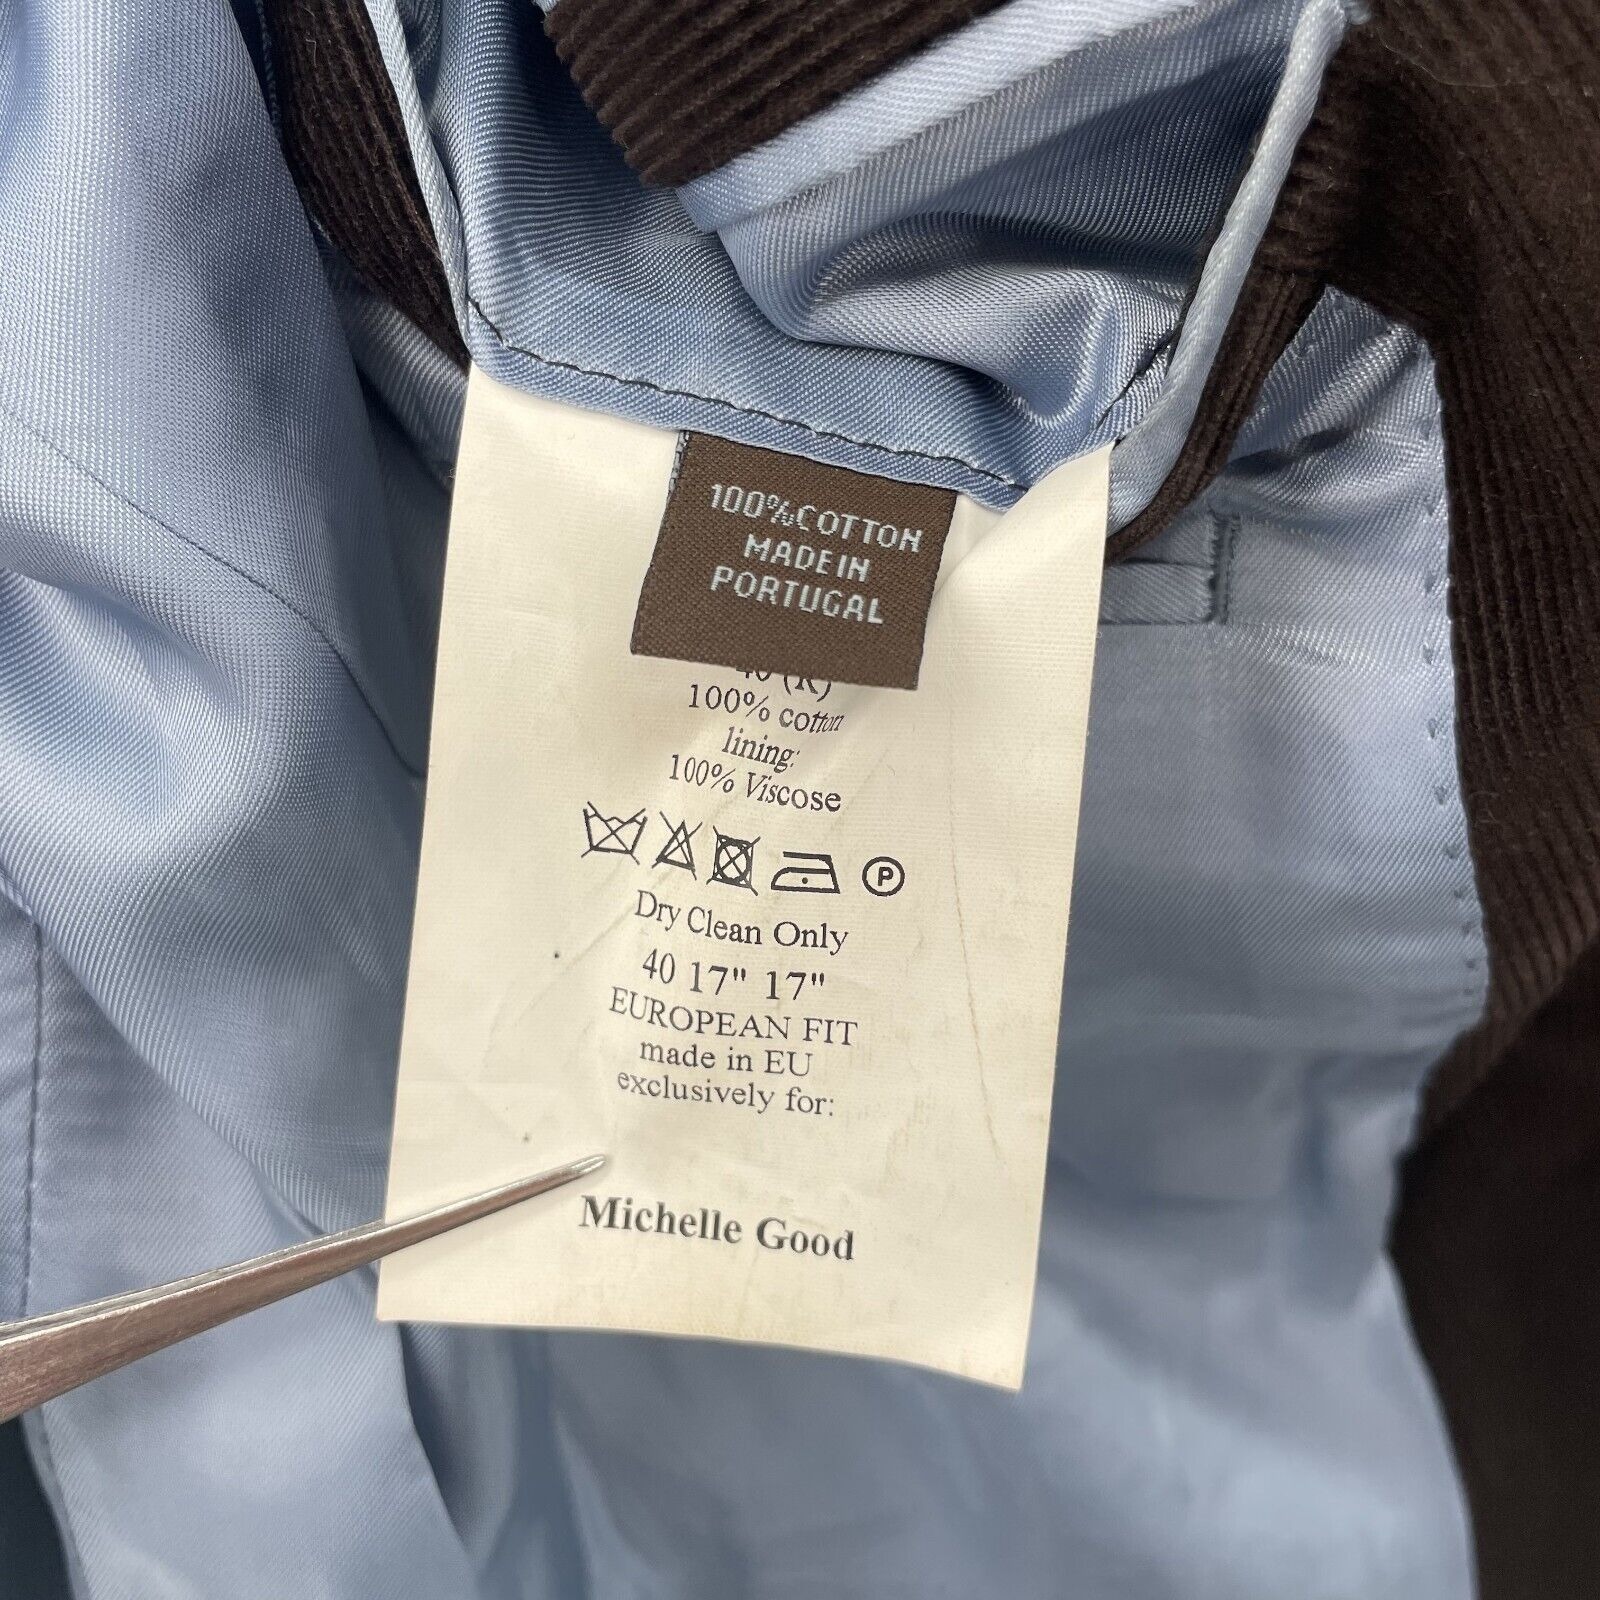 100%COTTON
MADE IN
PORTUGAL
40 (R)
100% cotton
lining:
100% Viscose
P
Dry Clean Only
40 17" 17"
EUROPEAN FIT
made in EU
exclusively for:
Michelle Good